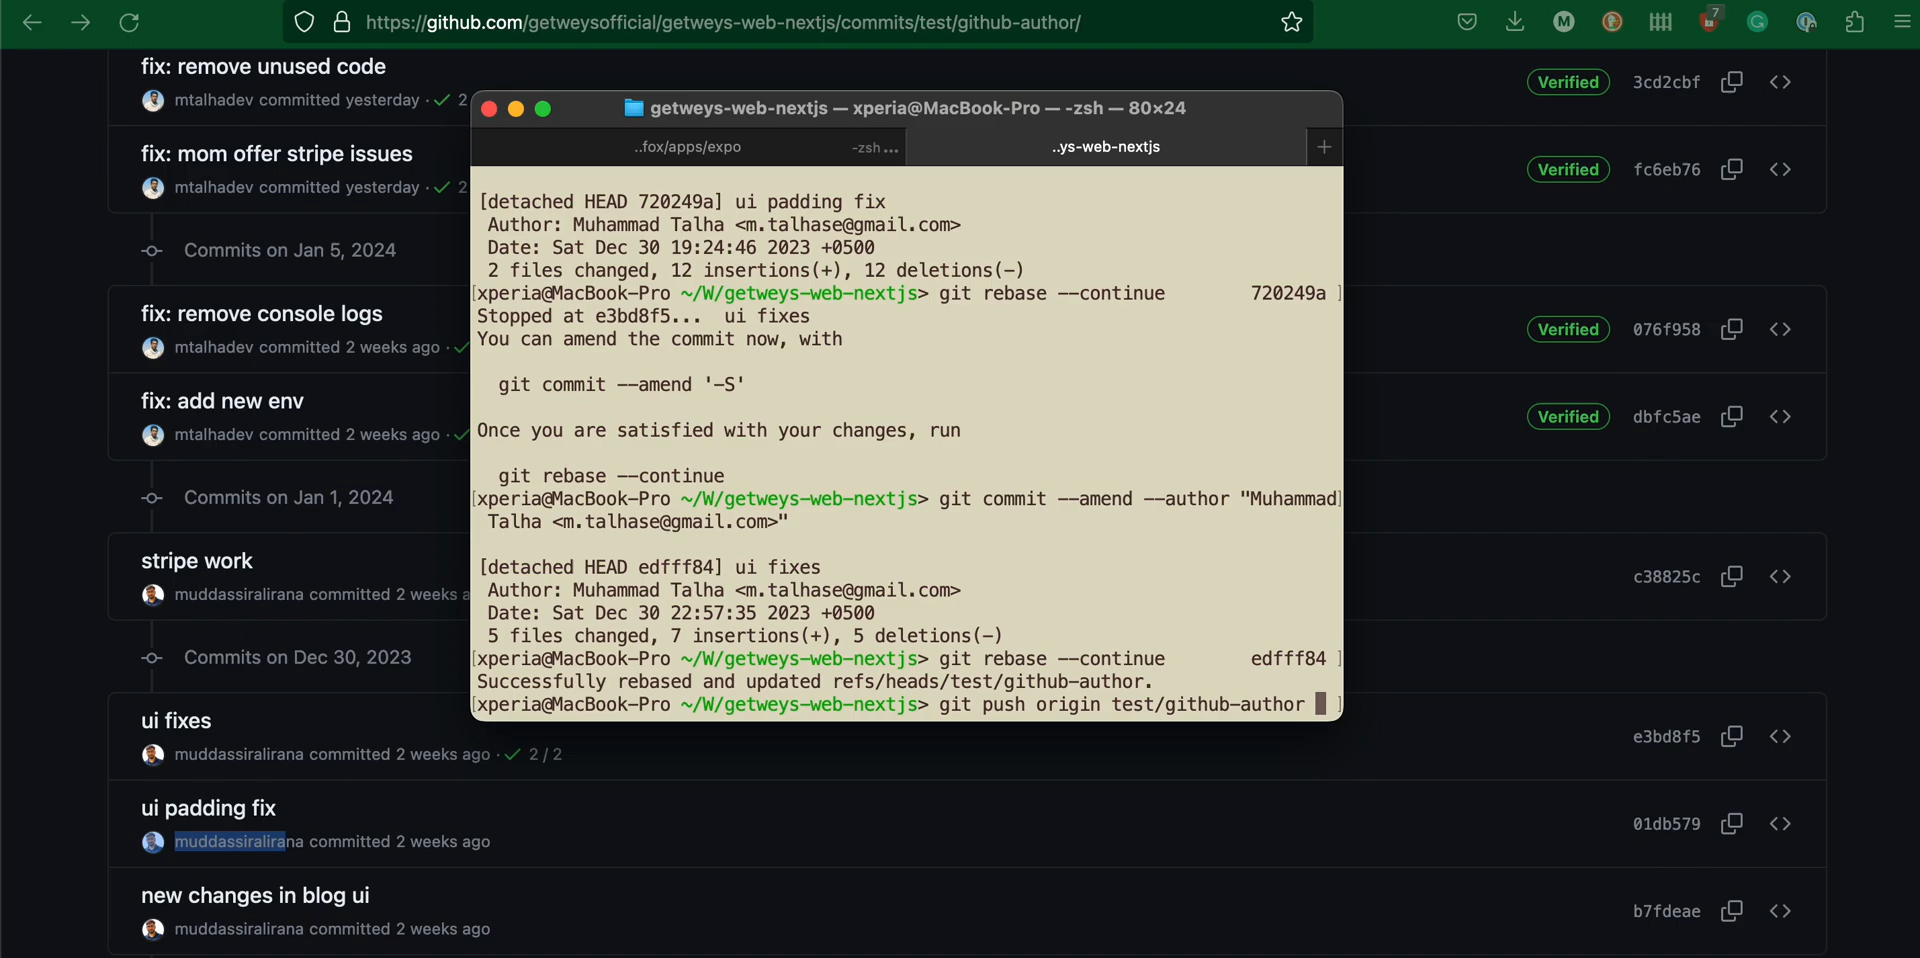 https://github.com/getweysofficial/getweys-web-nextjs/commits/test/github-author/
M
7
G
fix: remove unused code
mtalhadev committed yesterday · ✓ 2
Verified 3cd2cbf
fix: mom offer stripe issues
mtalhadev committed yesterday · ✓ 2
Verified fc6eb76
Commits on Jan 5, 2024
fix: remove console logs
mtalhadev committed 2 weeks ago · ✓
Verified 076f958
fix: add new env
mtalhadev committed 2 weeks ago · ✓
Verified dbfc5ae
Commits on Jan 1, 2024
stripe work
muddassiralirana committed 2 weeks a
c38825c
Commits on Dec 30, 2023
ui fixes
muddassiralirana committed 2 weeks ago · ✓ 2 / 2
e3bd8f5
ui padding fix
muddassiralirana committed 2 weeks ago
01db579
new changes in blog ui
muddassiralirana committed 2 weeks ago
b7fdeae
getweys-web-nextjs — xperia@MacBook-Pro — -zsh — 80×24
..fox/apps/expo -zsh ...
..ys-web-nextjs
+
[detached HEAD 720249a] ui padding fix
Author: Muhammad Talha <m.talhase@gmail.com>
Date: Sat Dec 30 19:24:46 2023 +0500
2 files changed, 12 insertions(+), 12 deletions(-)
[xperia@MacBook-Pro ~/W/getweys-web-nextjs> git rebase --continue 720249a ]
Stopped at e3bd8f5... ui fixes
You can amend the commit now, with
git commit --amend '-S'
Once you are satisfied with your changes, run
git rebase --continue
[xperia@MacBook-Pro ~/W/getweys-web-nextjs> git commit --amend --author "Muhammad]
Talha <m.talhase@gmail.com>"
[detached HEAD edfff84] ui fixes
Author: Muhammad Talha <m.talhase@gmail.com>
Date: Sat Dec 30 22:57:35 2023 +0500
5 files changed, 7 insertions(+), 5 deletions(-)
[xperia@MacBook-Pro ~/W/getweys-web-nextjs> git rebase --continue edfff84 ]
Successfully rebased and updated refs/heads/test/github-author.
[xperia@MacBook-Pro ~/W/getweys-web-nextjs> git push origin test/github-author ]